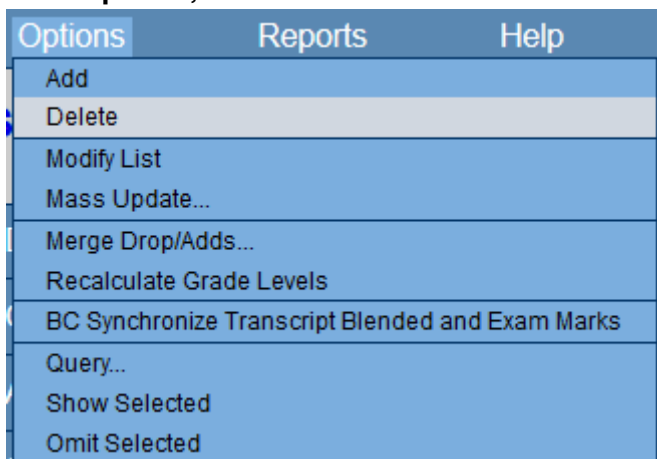 Options Reports Help
Add
Delete
Modify List
Mass Update...
Merge Drop/Adds...
Recalculate Grade Levels
BC Synchronize Transcript Blended and Exam Marks
Query...
Show Selected
Omit Selected